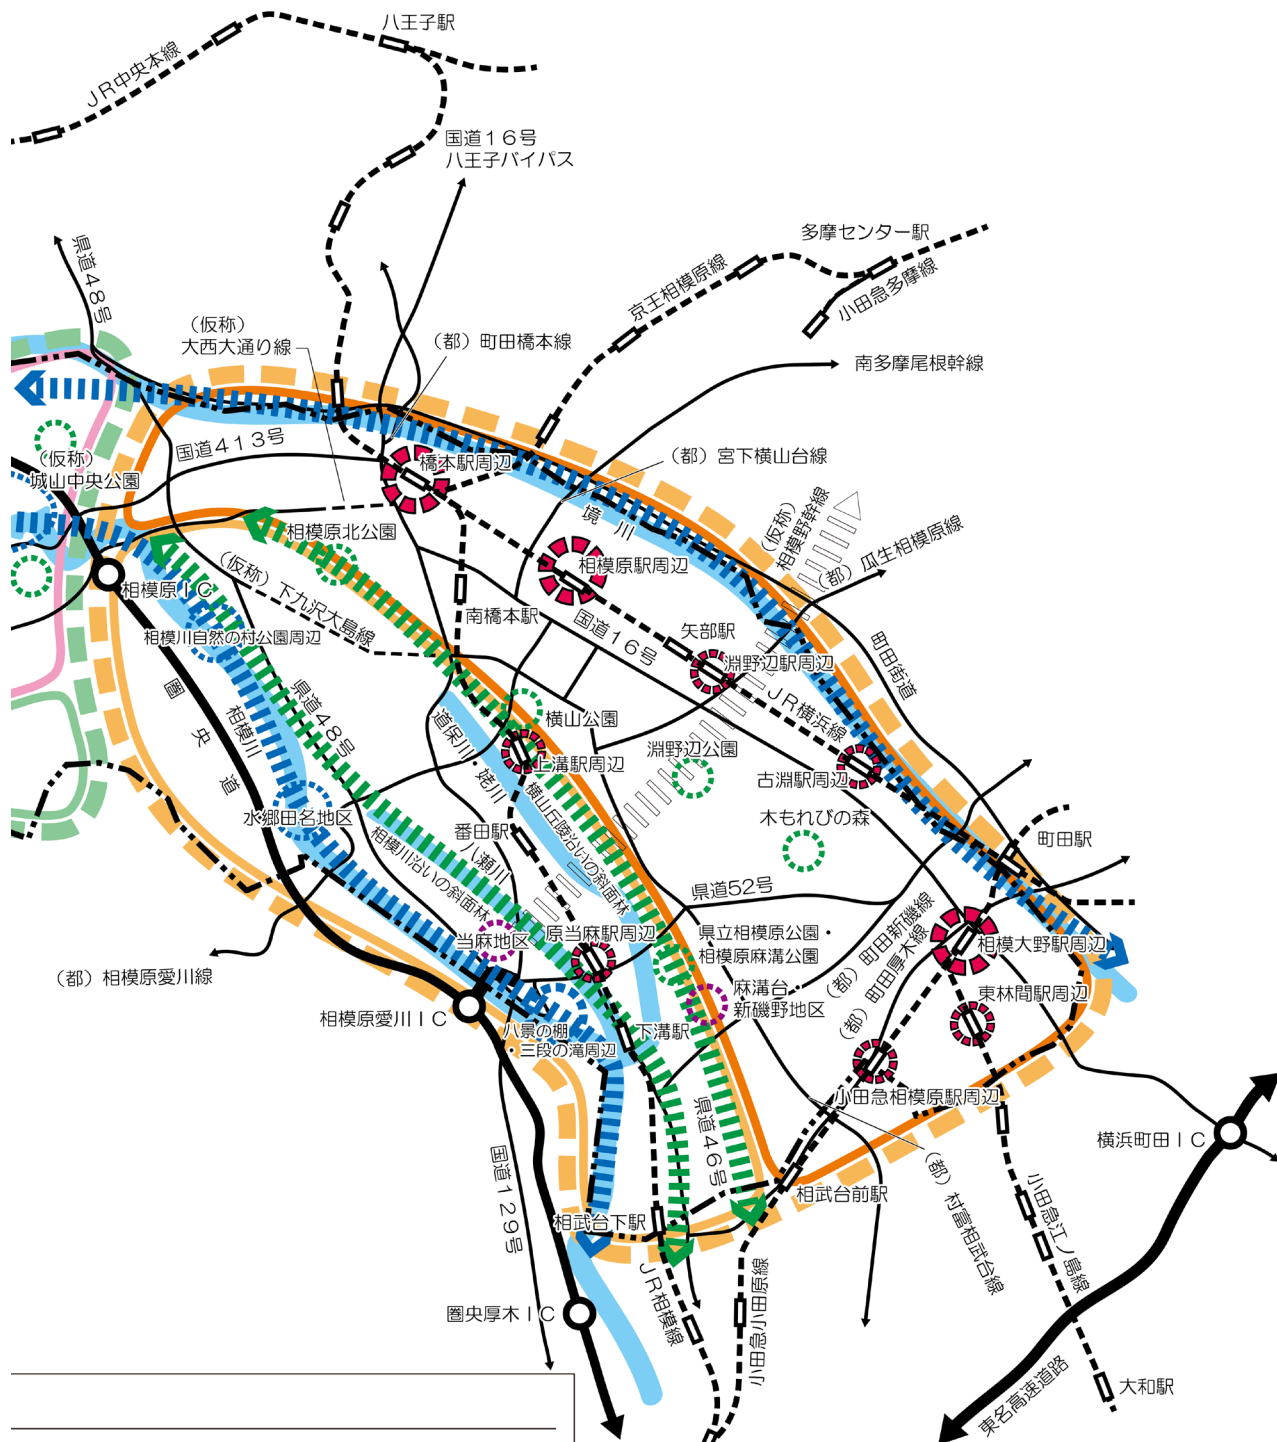 八王子駅
JR中央本線
国道16号
八王子バイパス
県道48号
多摩センター駅
京王相模原線
小田急多摩線
(仮称)
大西大通り線
(都)町田橋本線
南多摩尾根幹線
国道413号
(仮称)
城山中央公園
橋本駅周辺
(都)宮下横山台線
境川
(仮称)
相模野幹線
(都)瓜生相模原線
相模原北公園
相模原駅周辺
相模原IC
(仮称)下九沢大島線
南橋本駅
国道16号
矢部駅
淵野辺駅周辺
町田街道
相模川自然の村公園周辺
JR横浜線
県道48号
相模川
圏央道
道保川・姥川
横山公園
淵野辺公園
上溝駅周辺
古淵駅周辺
横山丘陵沿いの斜面林
水郷田名地区
木もれびの森
番田駅
八瀬川
相模川沿いの斜面林
町田駅
県道52号
当麻地区
原当麻駅周辺
県立相模原公園・
相模原麻溝公園
(都)町田新磯線
(都)町田厚木線
相模大野駅周辺
(都)相模原愛川線
麻溝台・
新磯野地区
東林間駅周辺
相模原愛川IC
八景の棚
・三段の滝周辺
下溝駅
小田急相模原駅周辺
県道46号
横浜町田IC
国道129号
相武台下駅
相武台前駅
(都)村富相武台線
小田急江ノ島線
JR相模線
小田急小田原線
圏央厚木IC
大和駅
東名高速道路